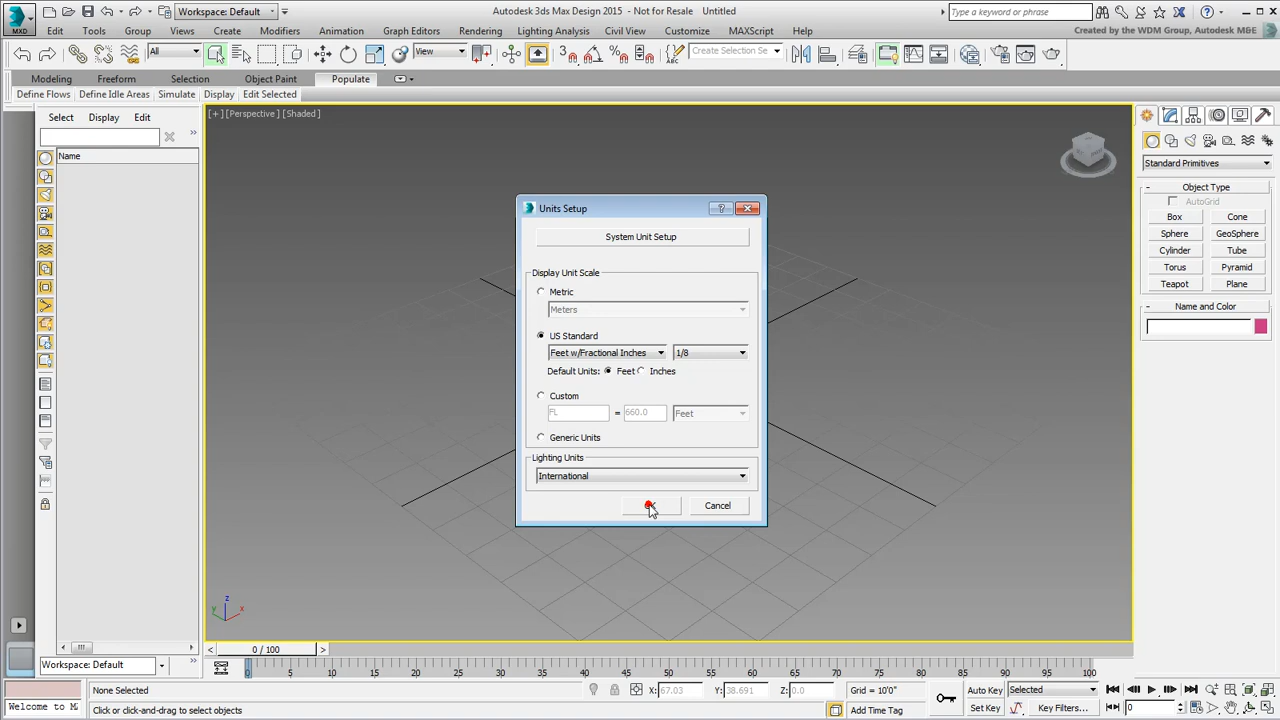 Workspace: Default
Autodesk 3ds Max Design 2015 - Not for Resale Untitled
Type a keyword or phrase
MXD
Edit Tools Group Views Create Modifiers Animation Graph Editors Rendering Lighting Analysis Civil View Customize MAXScript Help
Created by the WDM Group, Autodesk M&E
All
View
Create Selection Se
Modeling Freeform Selection Object Paint Populate
Define Flows Define Idle Areas Simulate Display Edit Selected
Select Display Edit
Name
[+] [Perspective] [Shaded]
Units Setup
System Unit Setup
Display Unit Scale
Metric
Meters
US Standard
Feet w/Fractional Inches 1/8
Default Units: Feet Inches
Custom
FL = 660.0 Feet
Generic Units
Lighting Units
International
Cancel
Standard Primitives
Object Type
AutoGrid
Box Cone
Sphere GeoSphere
Cylinder Tube
Torus Pyramid
Teapot Plane
Name and Color
z
y x
0 / 100
Workspace: Default
0 5 10 15 20 25 30 35 40 45 50 55 60 65 70 75 80 85 90 95 100
None Selected X: 67.03 Y: 38.691 Z: 0.0 Grid = 10'0" Auto Key Selected
Welcome to M Click or click-and-drag to select objects Add Time Tag Set Key Key Filters... 0